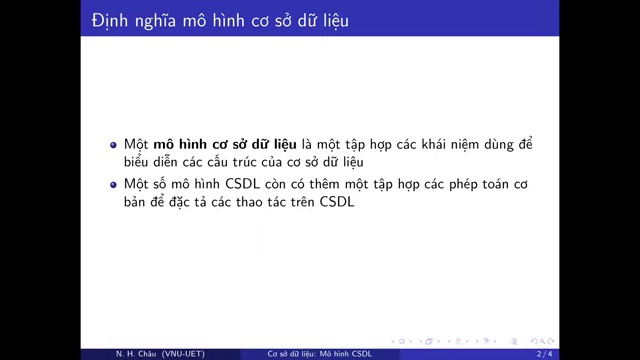 Định nghĩa mô hình cơ sở dữ liệu
Một mô hình cơ sở dữ liệu là một tập hợp các khái niệm dùng để
biểu diễn các cấu trúc của cơ sở dữ liệu
Một số mô hình CSDL còn có thêm một tập hợp các phép toán cơ
bản để đặc tả các thao tác trên CSDL
N. H. Châu (VNU-UET)
Cơ sở dữ liệu: Mô hình CSDL
2 / 4